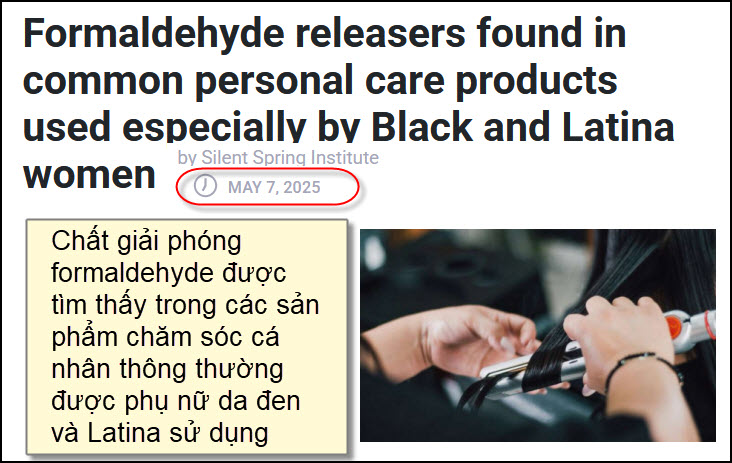 Formaldehyde releasers found in
common personal care products
used especially by Black and Latina
women
by Silent Spring Institute
MAY 7, 2025
Chất giải phóng
formaldehyde được
tìm thấy trong các sản
phẩm chăm sóc cá
nhân thông thường
được phụ nữ da đen
và Latina sử dụng